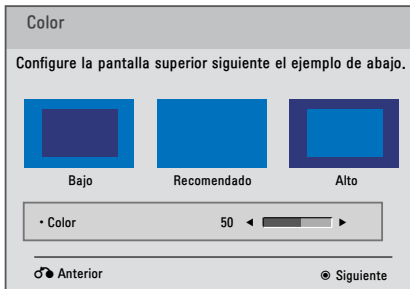 Color
Configure la pantalla superior siguiente el ejemplo de abajo.
Bajo Recomendado Alto
• Color 50
Anterior Siguiente